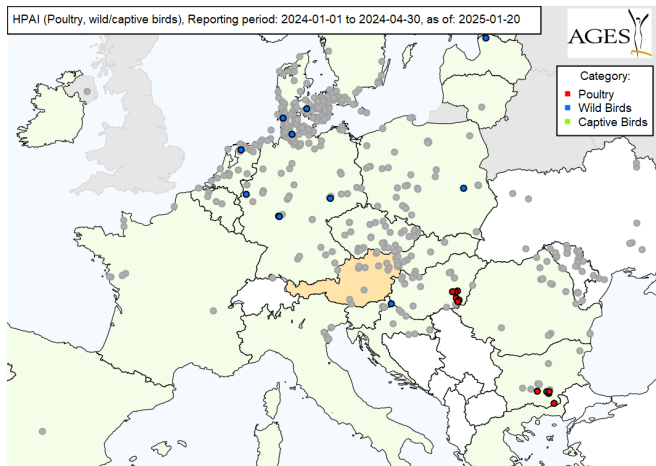 HPAI (Poultry, wild/captive birds), Reporting period: 2024-01-01 to 2024-04-30, as of: 2025-01-20
AGES
Category:
Poultry
Wild Birds
Captive Birds